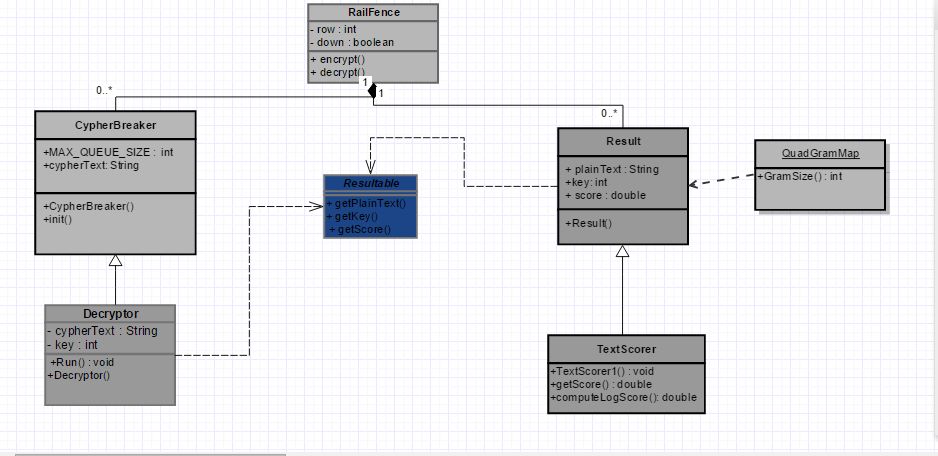 RailFence
- row : int
- down : boolean
+ encrypt()
+ decrypt()
1
1
0..*
0..*
CypherBreaker
+MAX_QUEUE_SIZE : int
+cypherText: String
+CypherBreaker()
+init()
Resultable
+ getPlainText()
+ getKey()
+ getScore()
Result
+ plainText : String
+key: int
+ score : double
+Result()
QuadGramMap
+GramSize() : int
Decryptor
- cypherText : String
- key : int
+Run() : void
+Decryptor()
TextScorer
+TextScorer1() : void
+getScore() : double
+computeLogScore(): double